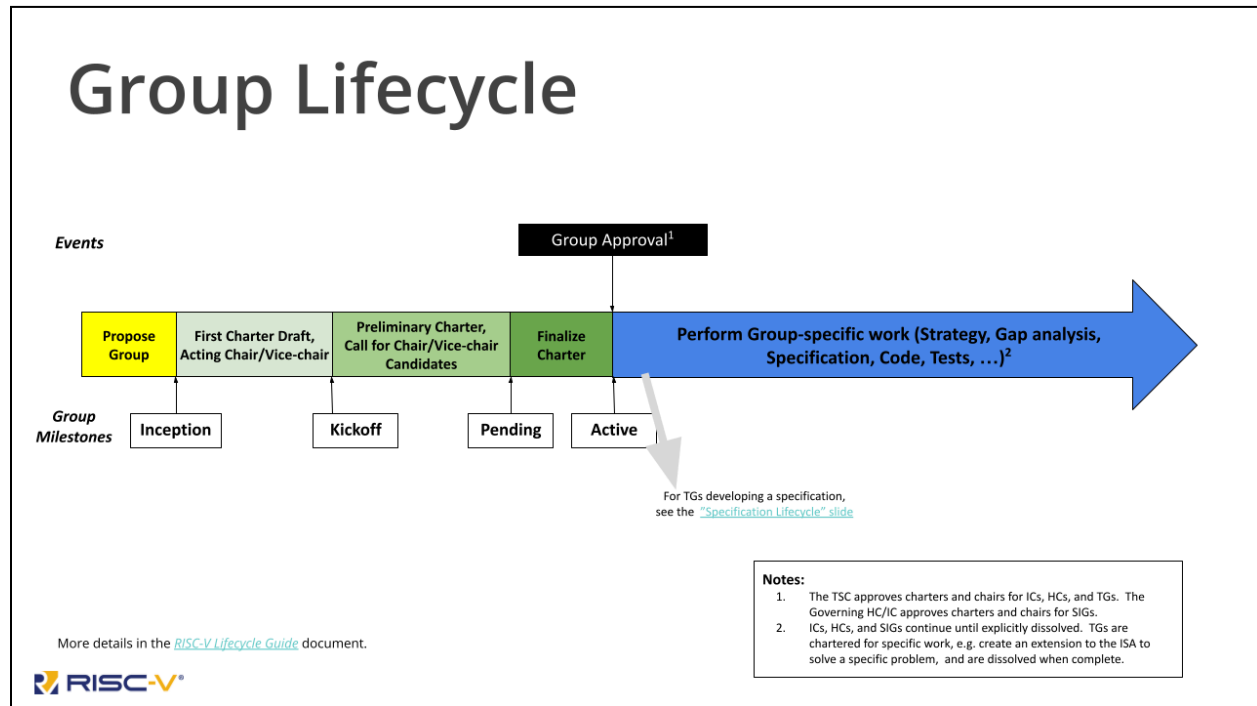 Group Lifecycle
Events
Group Approval1
Propose
Group
First Charter Draft,
Acting Chair/Vice-chair
Preliminary Charter,
Call for Chair/Vice-chair
Candidates
Finalize
Charter
Perform Group-specific work (Strategy, Gap analysis,
Specification, Code, Tests, …)2
Group
Milestones
Inception
Kickoff
Pending
Active
For TGs developing a specification,
see the "Specification Lifecycle" slide
Notes:
1. The TSC approves charters and chairs for ICs, HCs, and TGs. The
Governing HC/IC approves charters and chairs for SIGs.
2. ICs, HCs, and SIGs continue until explicitly dissolved. TGs are
chartered for specific work, e.g. create an extension to the ISA to
solve a specific problem, and are dissolved when complete.
More details in the RISC-V Lifecycle Guide document.
RISC-V®